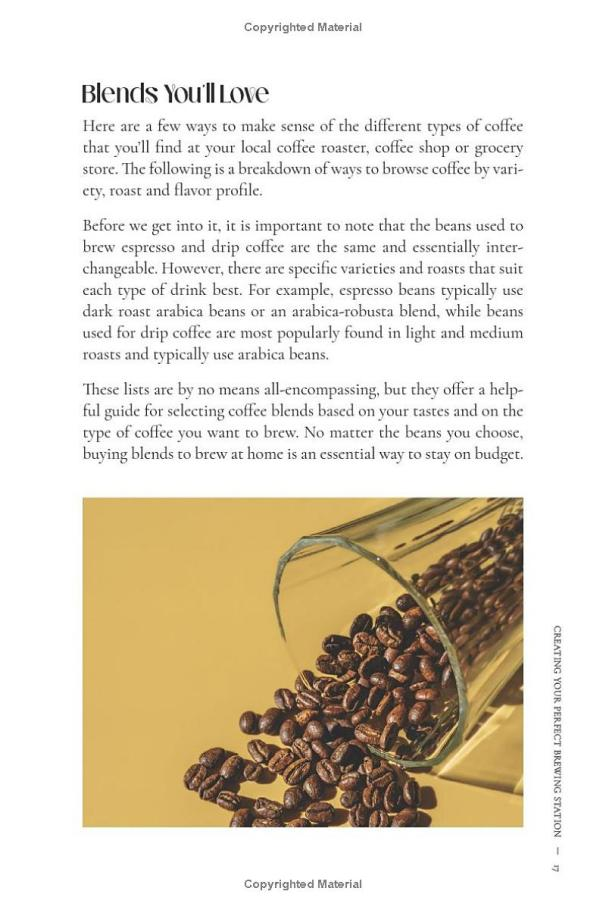 Copyrighted Material
Blends You'll Love
Here are a few ways to make sense of the different types of coffee
that you'll find at your local coffee roaster, coffee shop or grocery
store. The following is a breakdown of ways to browse coffee by vari-
ety, roast and flavor profile.
Before we get into it, it is important to note that the beans used to
brew espresso and drip coffee are the same and essentially inter-
changeable. However, there are specific varieties and roasts that suit
each type of drink best. For example, espresso beans typically use
dark roast arabica beans or an arabica-robusta blend, while beans
used for drip coffee are most popularly found in light and medium
roasts and typically use arabica beans.
These lists are by no means all-encompassing, but they offer a help-
ful guide for selecting coffee blends based on your tastes and on the
type of coffee you want to brew. No matter the beans you choose,
buying blends to brew at home is an essential way to stay on budget.
CREATING YOUR PERFECT BREWING STATION — 17
Copyrighted Material